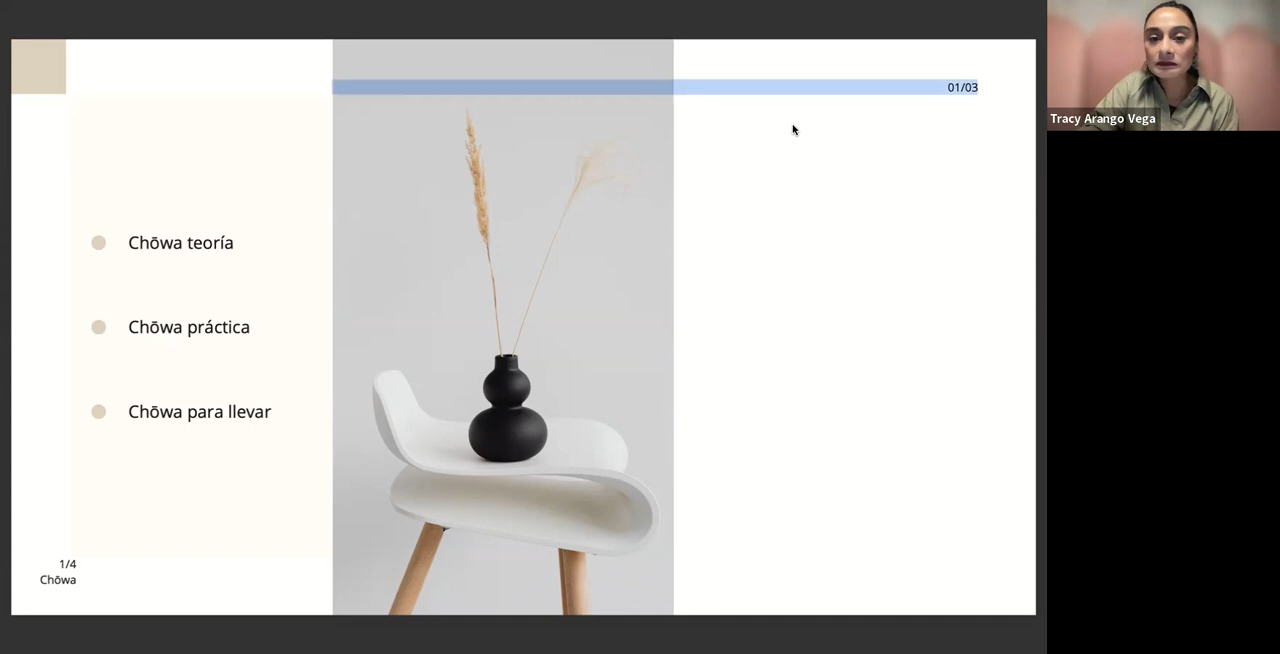 01/03
Chōwa teoría
Chōwa práctica
Chōwa para llevar
1/4
Chōwa
Tracy Arango Vega